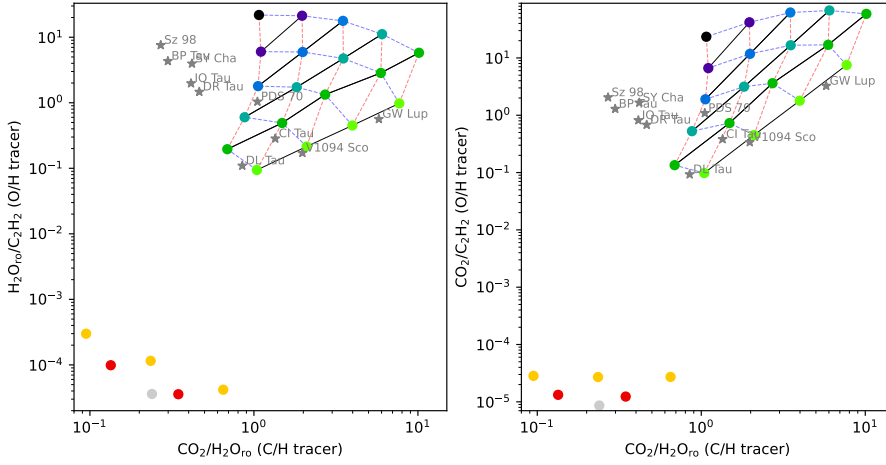 10¹
10⁰
10⁻¹
10⁻²
10⁻³
10⁻⁴
H₂Oᵣₒ/C₂H₂ (O/H tracer)
Sz 98
BP Tau
SY Cha
IQ Tau
DR Tau
PDS 70
GW Lup
CI Tau
V1094 Sco
DL Tau
10⁻¹
10⁰
10¹
CO₂/H₂Oᵣₒ (C/H tracer)
10¹
10⁰
10⁻¹
10⁻²
10⁻³
10⁻⁴
10⁻⁵
CO₂/C₂H₂ (O/H tracer)
GW Lup
Sz 98
SY Cha
BP Tau
PDS 70
IQ Tau
DR Tau
CI Tau
V1094 Sco
DL Tau
10⁻¹
10⁰
10¹
CO₂/H₂Oᵣₒ (C/H tracer)